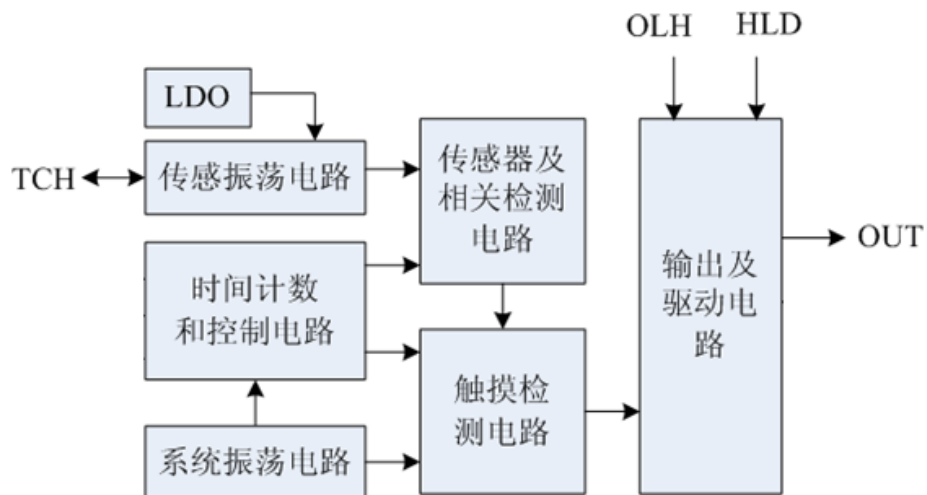 OLH
HLD
LDO
TCH
传感振荡电路
传感器及
相关检测
电路
时间计数
和控制电路
触摸检
测电路
系统振荡电路
输出及
驱动电
路
OUT